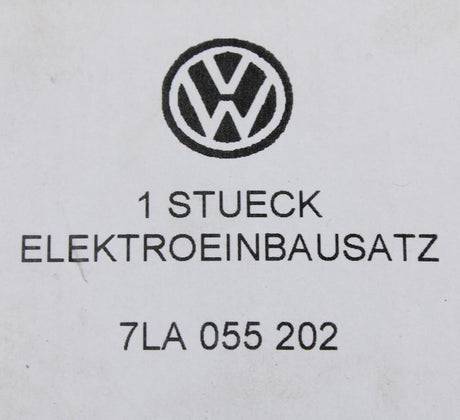 1 STUECK
ELEKTROEINBAUSATZ
7LA 055 202